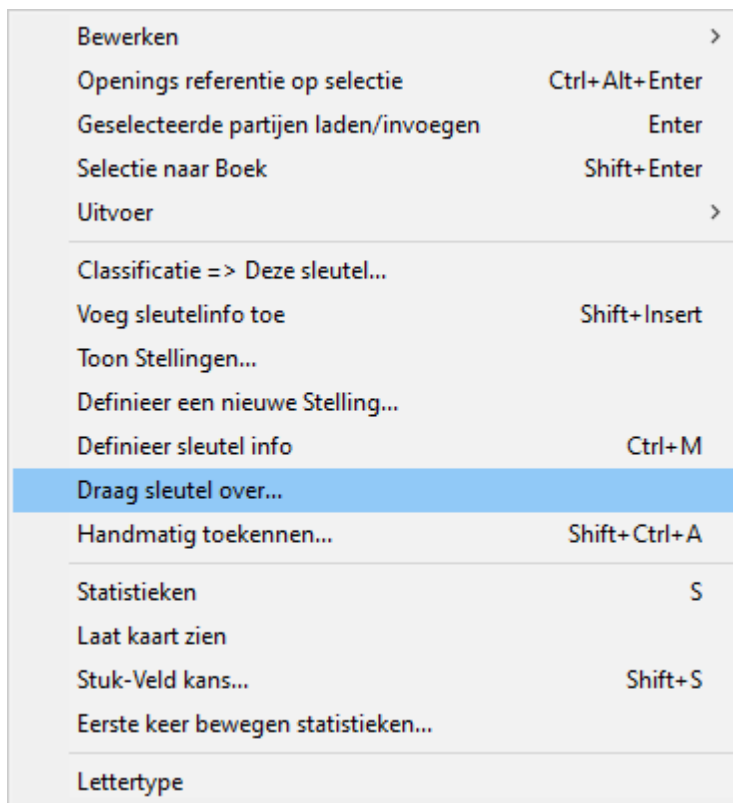 Bewerken
Openings referentie op selectie Ctrl+Alt+Enter
Geselecteerde partijen laden/invoegen Enter
Selectie naar Boek Shift+Enter
Uitvoer
Classificatie => Deze sleutel...
Voeg sleutelinfo toe Shift+Insert
Toon Stellingen...
Definieer een nieuwe Stelling...
Definieer sleutel info Ctrl+M
Draag sleutel over...
Handmatig toekennen... Shift+Ctrl+A
Statistieken S
Laat kaart zien
Stuk-Veld kans... Shift+S
Eerste keer bewegen statistieken...
Lettertype